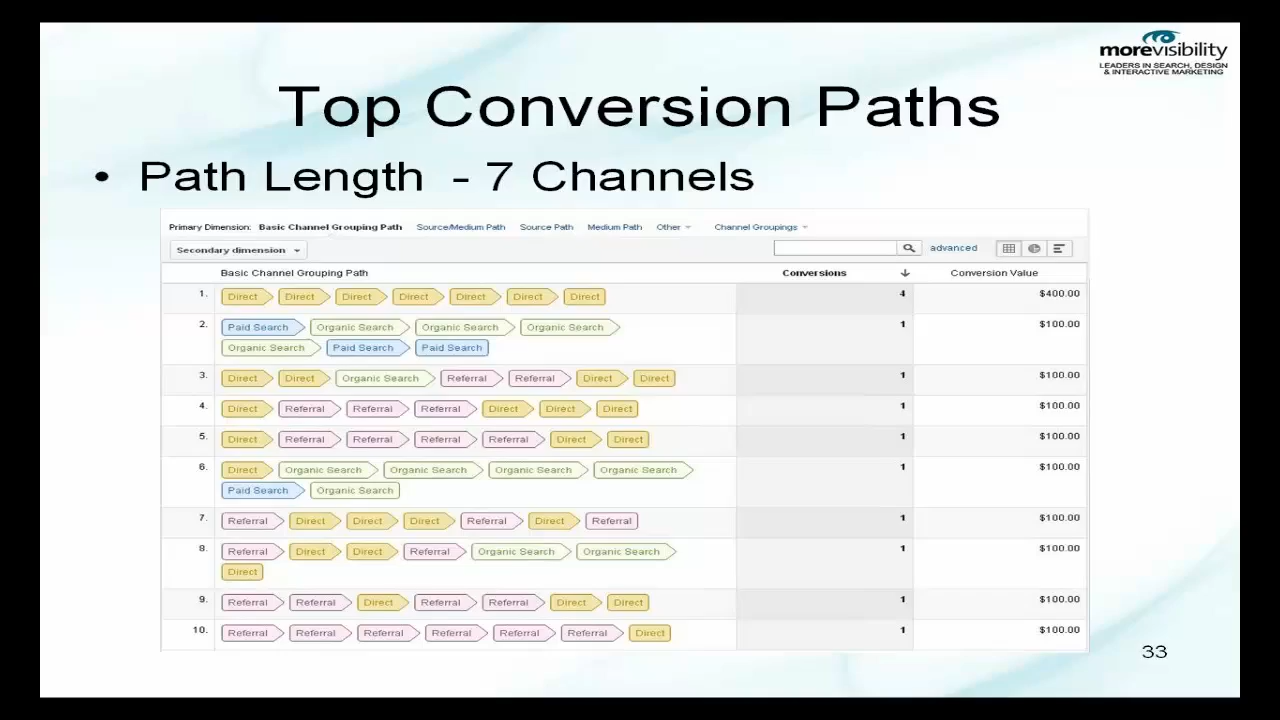 morevisibility
LEADERS IN SEARCH, DESIGN
& INTERACTIVE MARKETING
Top Conversion Paths
• Path Length - 7 Channels
Primary Dimension: Basic Channel Grouping Path Source/Medium Path Source Path Medium Path Other Channel Groupings
Secondary dimension advanced
Basic Channel Grouping Path Conversions Conversion Value
1. Direct Direct Direct Direct Direct Direct Direct 4 $400.00
2. Paid Search Organic Search Organic Search Organic Search 1 $100.00
Organic Search Paid Search Paid Search
3. Direct Direct Organic Search Referral Referral Direct Direct 1 $100.00
4. Direct Referral Referral Referral Direct Direct Direct 1 $100.00
5. Direct Referral Referral Referral Referral Direct Direct 1 $100.00
6. Direct Organic Search Organic Search Organic Search Organic Search 1 $100.00
Paid Search Organic Search
7. Referral Direct Direct Direct Referral Direct Referral 1 $100.00
8. Referral Direct Direct Referral Organic Search Organic Search 1 $100.00
Direct
9. Referral Referral Direct Referral Referral Direct Direct 1 $100.00
10. Referral Referral Referral Referral Referral Referral Direct 1 $100.00
33